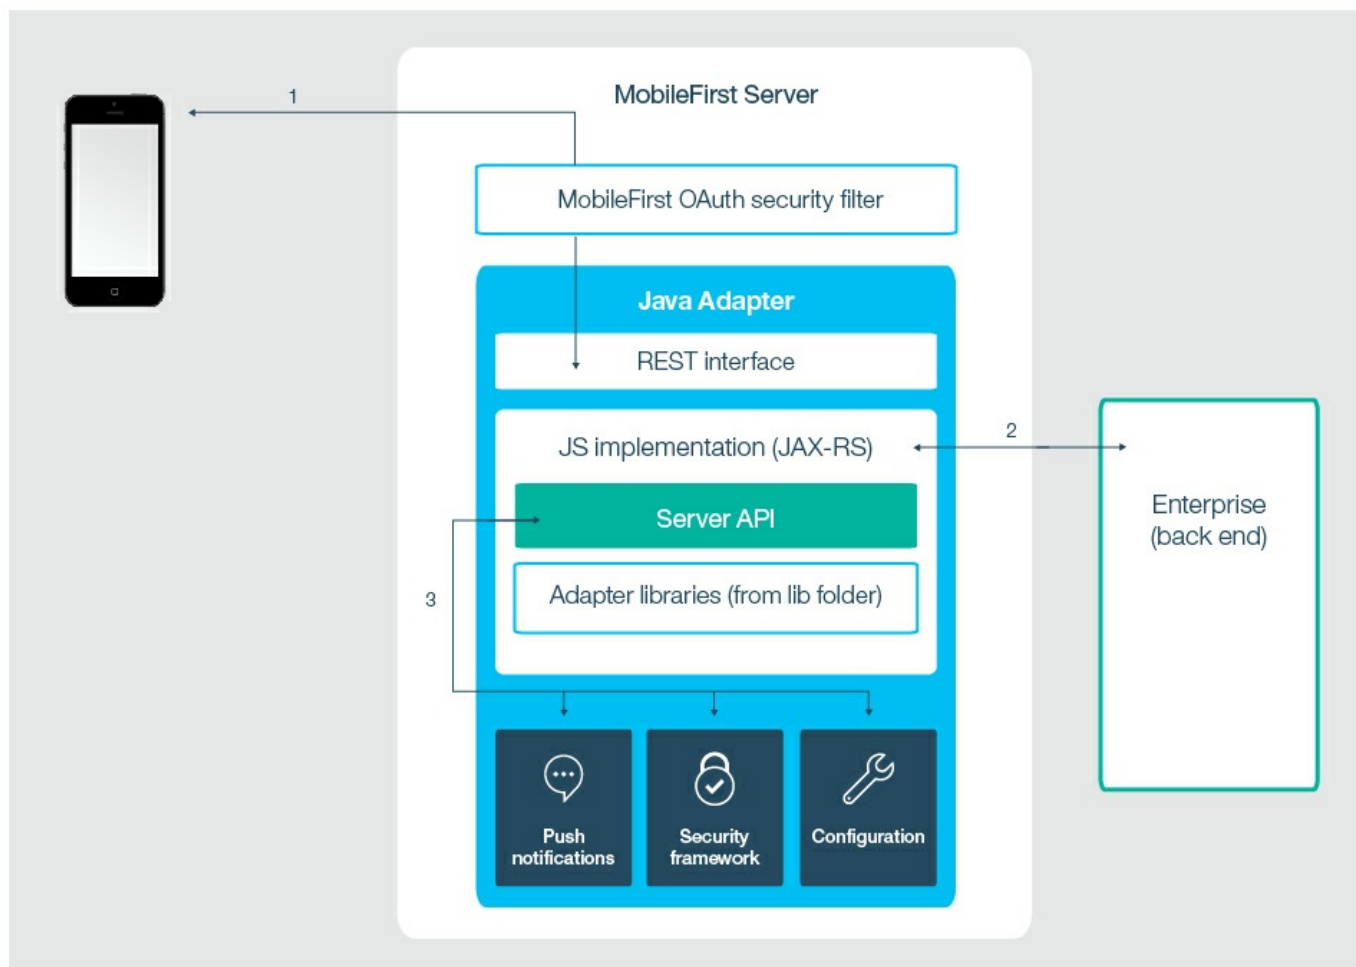 MobileFirst Server
1
MobileFirst OAuth security filter
Java Adapter
REST interface
JS implementation (JAX-RS)
2
Server API
Enterprise
(back end)
Adapter libraries (from lib folder)
3
Push
notifications
Security
framework
Configuration